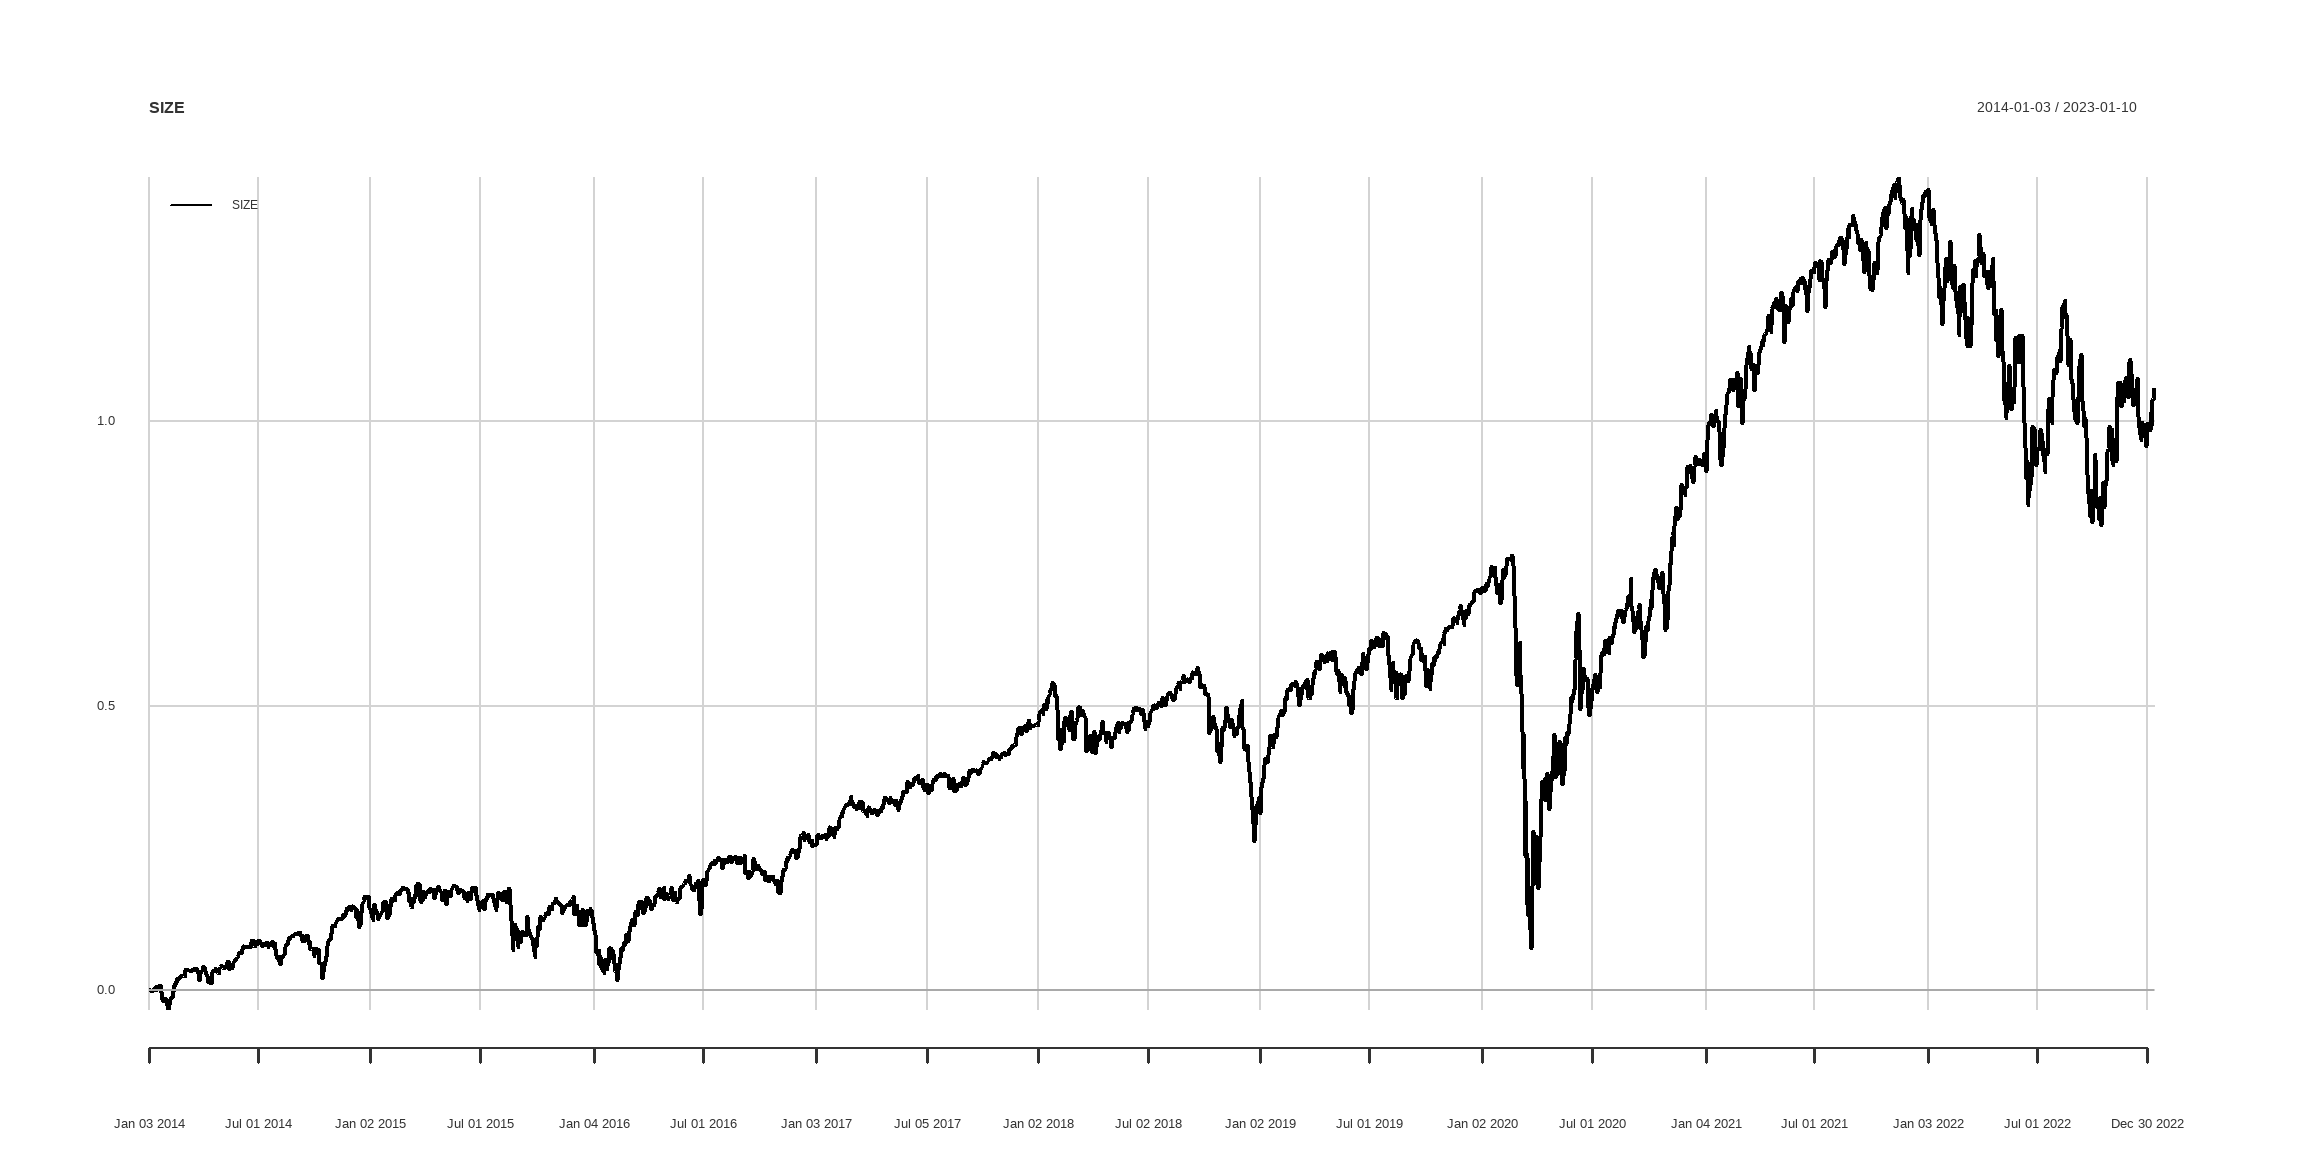 SIZE
2014-01-03 / 2023-01-10
SIZE
1.0
0.5
0.0
Jan 03 2014
Jul 01 2014
Jan 02 2015
Jul 01 2015
Jan 04 2016
Jul 01 2016
Jan 03 2017
Jul 05 2017
Jan 02 2018
Jul 02 2018
Jan 02 2019
Jul 01 2019
Jan 02 2020
Jul 01 2020
Jan 04 2021
Jul 01 2021
Jan 03 2022
Jul 01 2022
Dec 30 2022